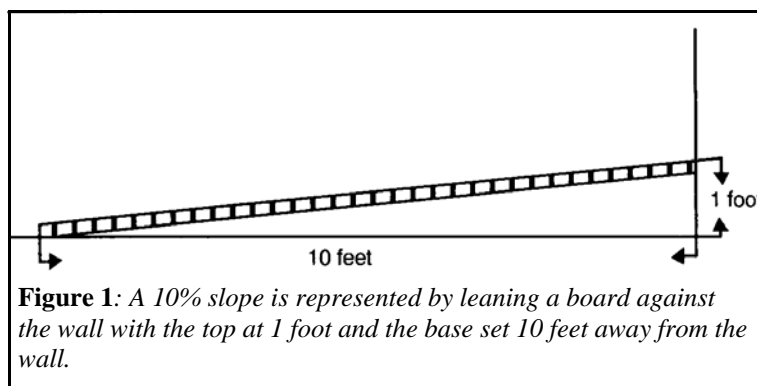 1 foot
10 feet
Figure 1: A 10% slope is represented by leaning a board against
the wall with the top at 1 foot and the base set 10 feet away from the
wall.